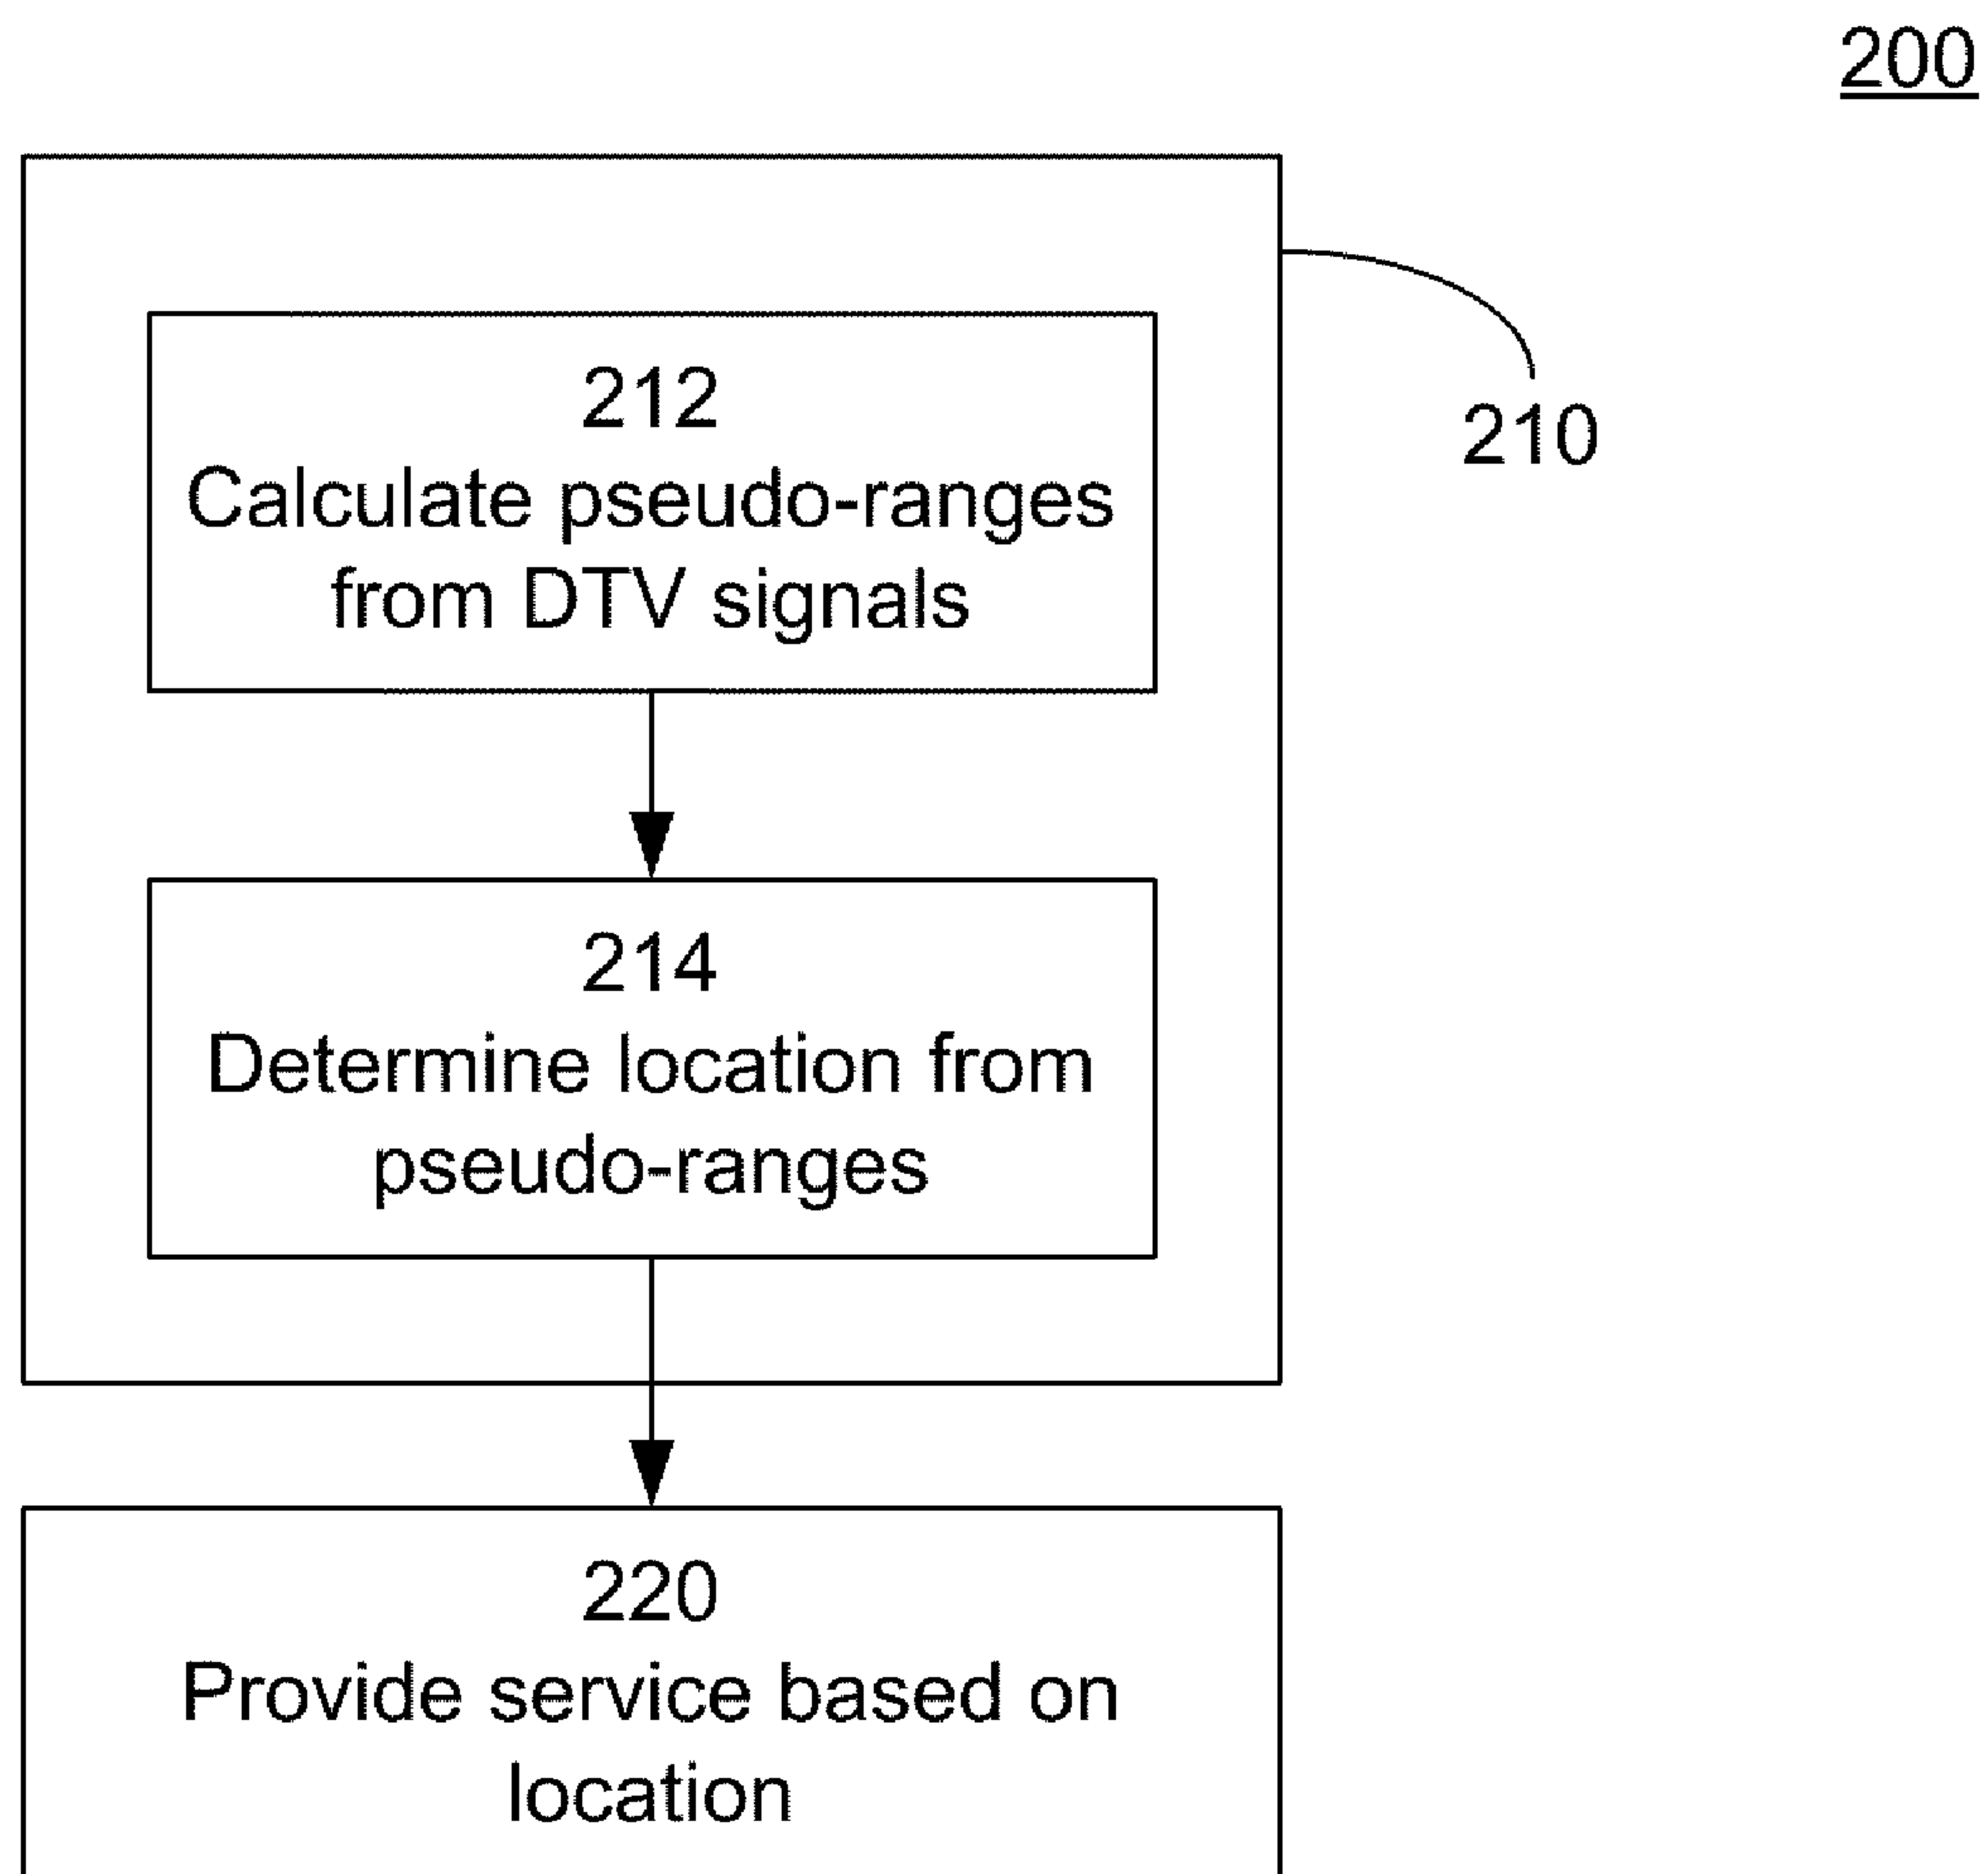 200
212
Calculate pseudo-ranges
from DTV signals
210
214
Determine location from
pseudo-ranges
220
Provide service based on
location